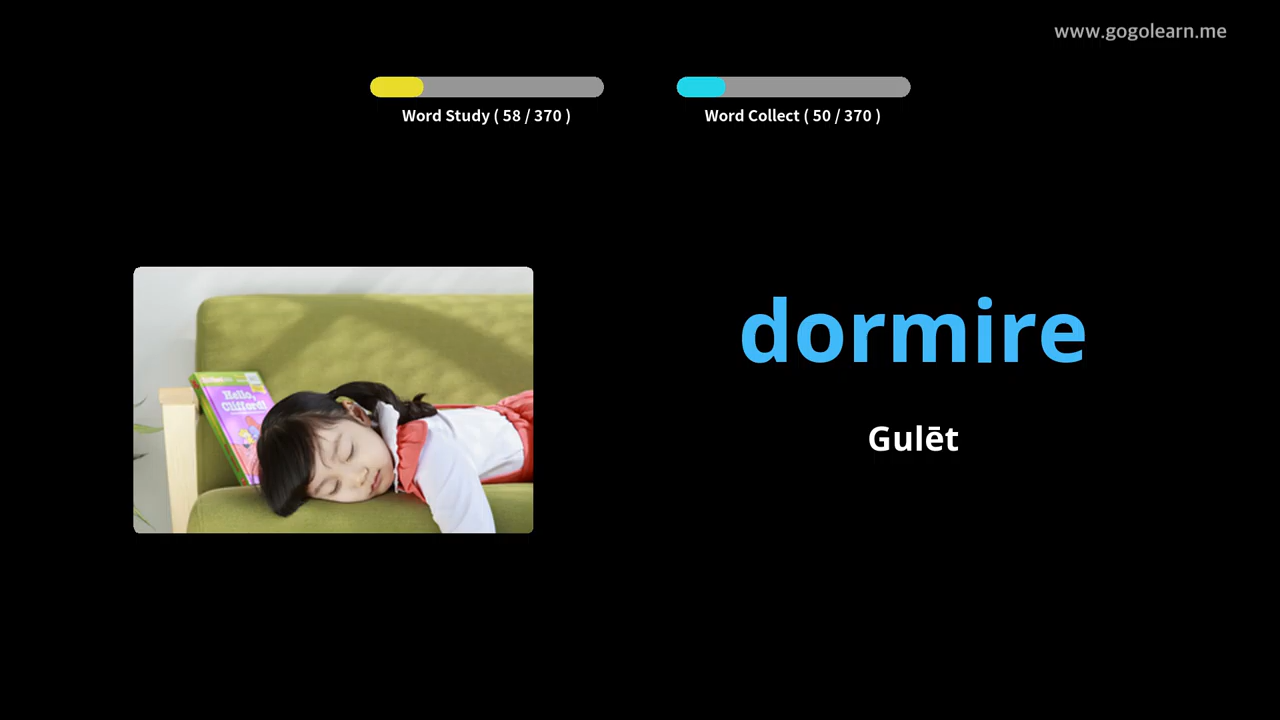 www.gogolearn.me
Word Study ( 58 / 370 )
Word Collect ( 50 / 370 )
dormire
Gulēt
Hello,
Clifford!